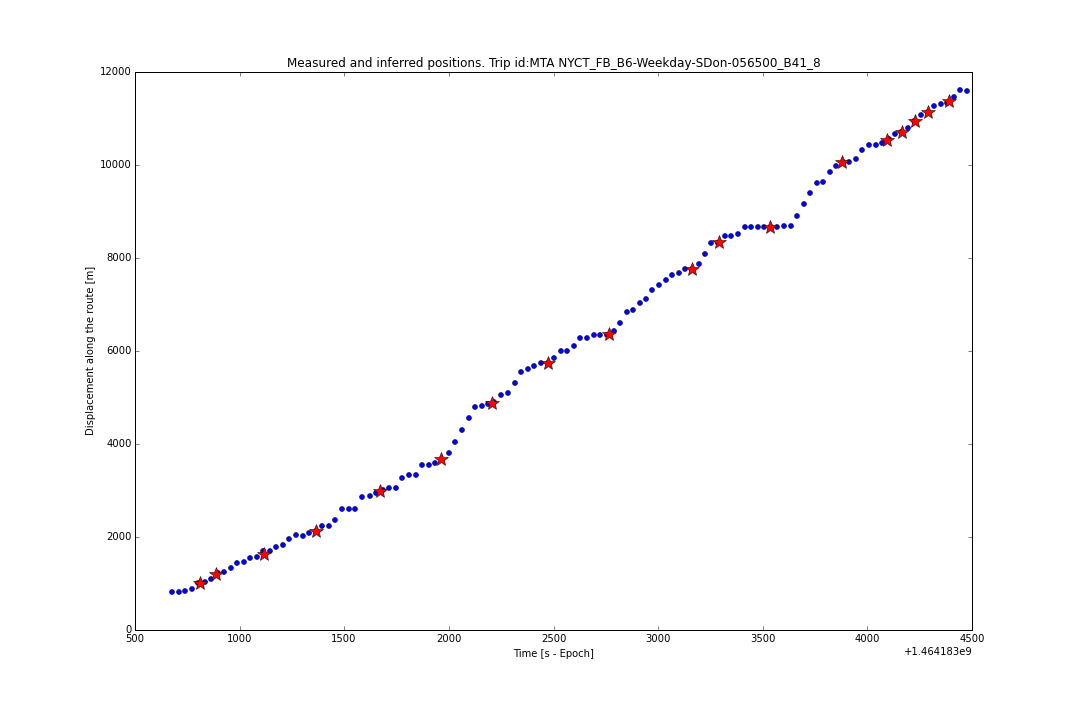 Measured and inferred positions. Trip id:MTA NYCT_FB_B6-Weekday-SDon-056500_B41_8
12000
10000
8000
6000
4000
2000
0
Displacement along the route [m]
500 1000 1500 2000 2500 3000 3500 4000 4500
Time [s - Epoch]
+1.464183e9